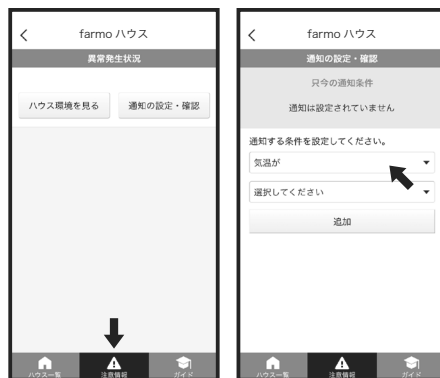 farmo ハウス
異常発生状況
ハウス環境を見る
通知の設定・確認
ハウス一覧
注意情報
ガイド
farmo ハウス
通知の設定・確認
只今の通知条件
通知は設定されていません
通知する条件を設定してください。
気温が
選択してください
追加
ハウス一覧
注意情報
ガイド